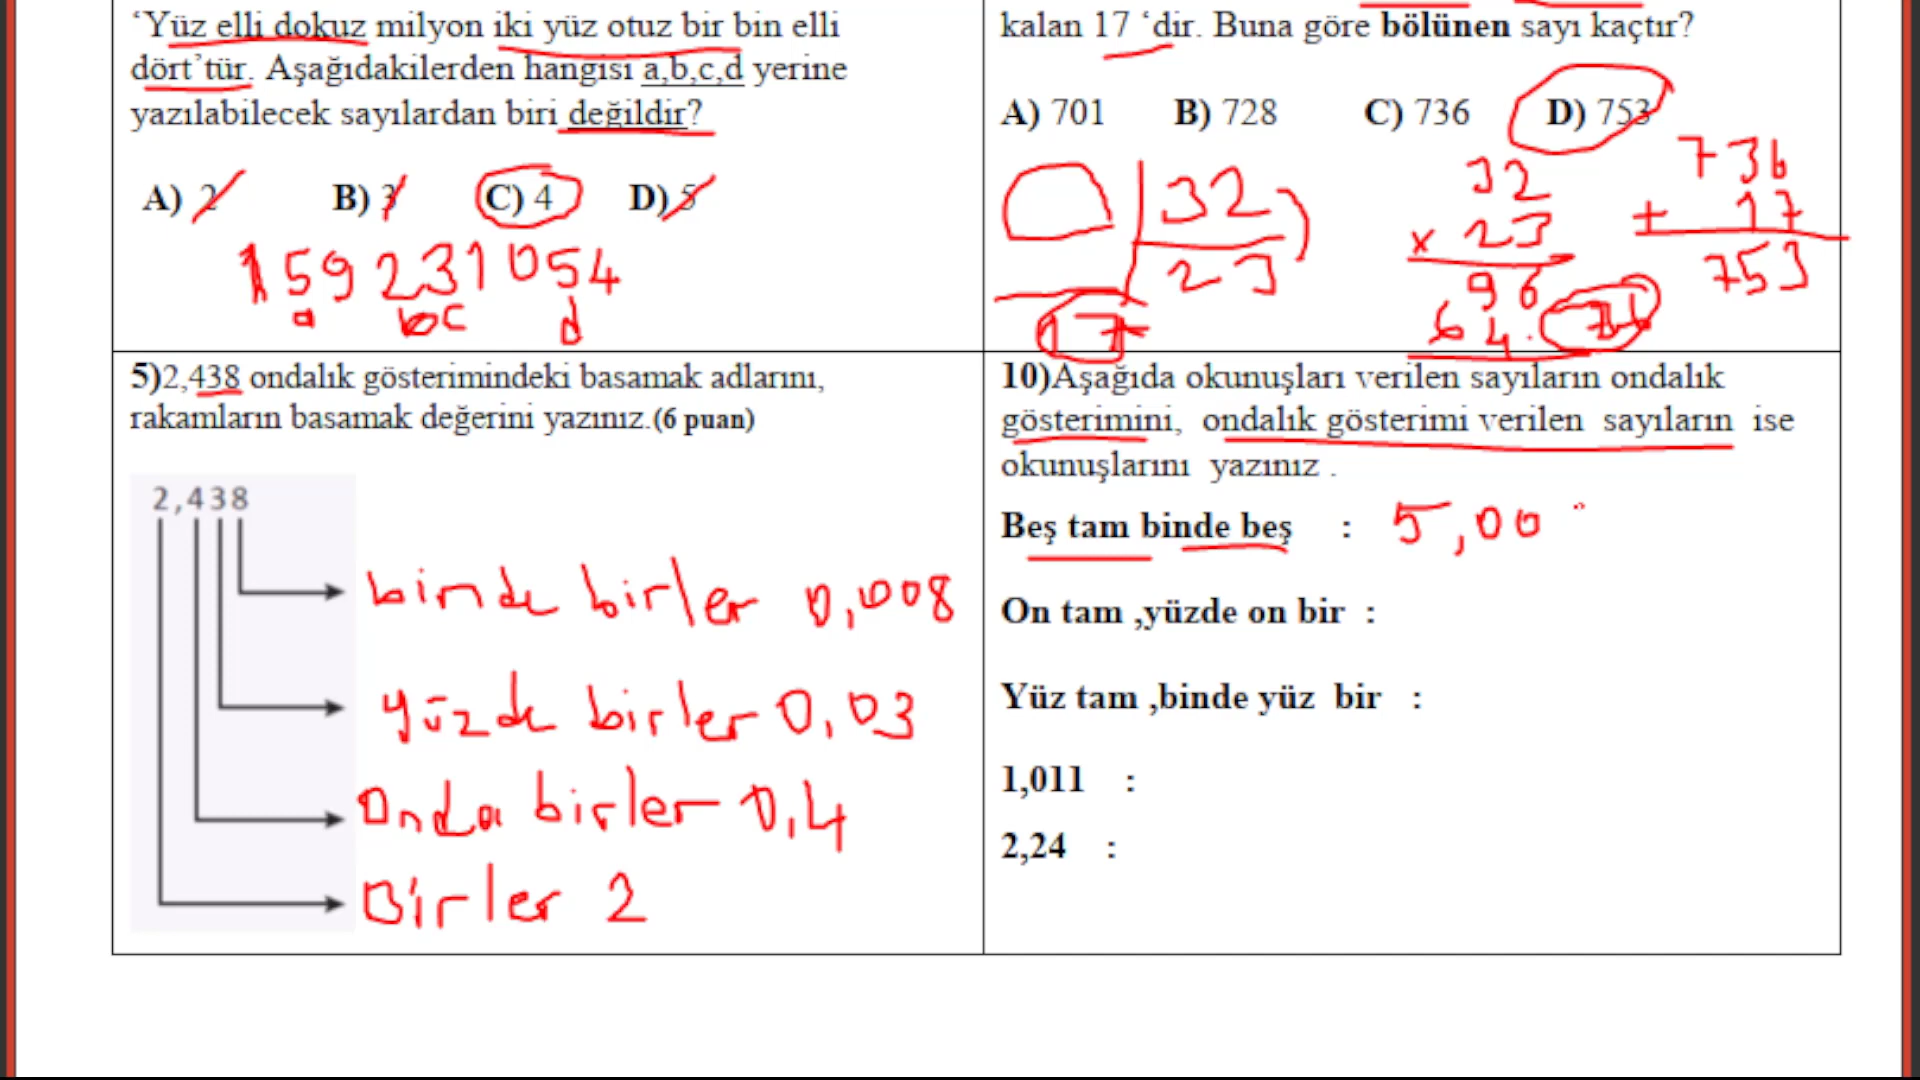 ‘Yüz elli dokuz milyon iki yüz otuz bir bin elli
dört’tür. Aşağıdakilerden hangisi a,b,c,d yerine
yazılabilecek sayılardan biri değildir?
A) 2 B) 3 C) 4 D) 5
159 231 054
a b c d
5)2,438 ondalık gösterimindeki basamak adlarını,
rakamların basamak değerini yazınız.(6 puan)
2,438
binde birler 0,008
yüzde birler 0,03
Onda birler 0,4
Birler 2
kalan 17 ‘dir. Buna göre bölünen sayı kaçtır?
A) 701 B) 728 C) 736 D) 753
32
23
17
32
x 23
96
64.
736
+ 17
753
10)Aşağıda okunuşları verilen sayıların ondalık
gösterimini, ondalık gösterimi verilen sayıların ise
okunuşlarını yazınız .
Beş tam binde beş : 5,00
On tam ,yüzde on bir :
Yüz tam ,binde yüz bir :
1,011 :
2,24 :